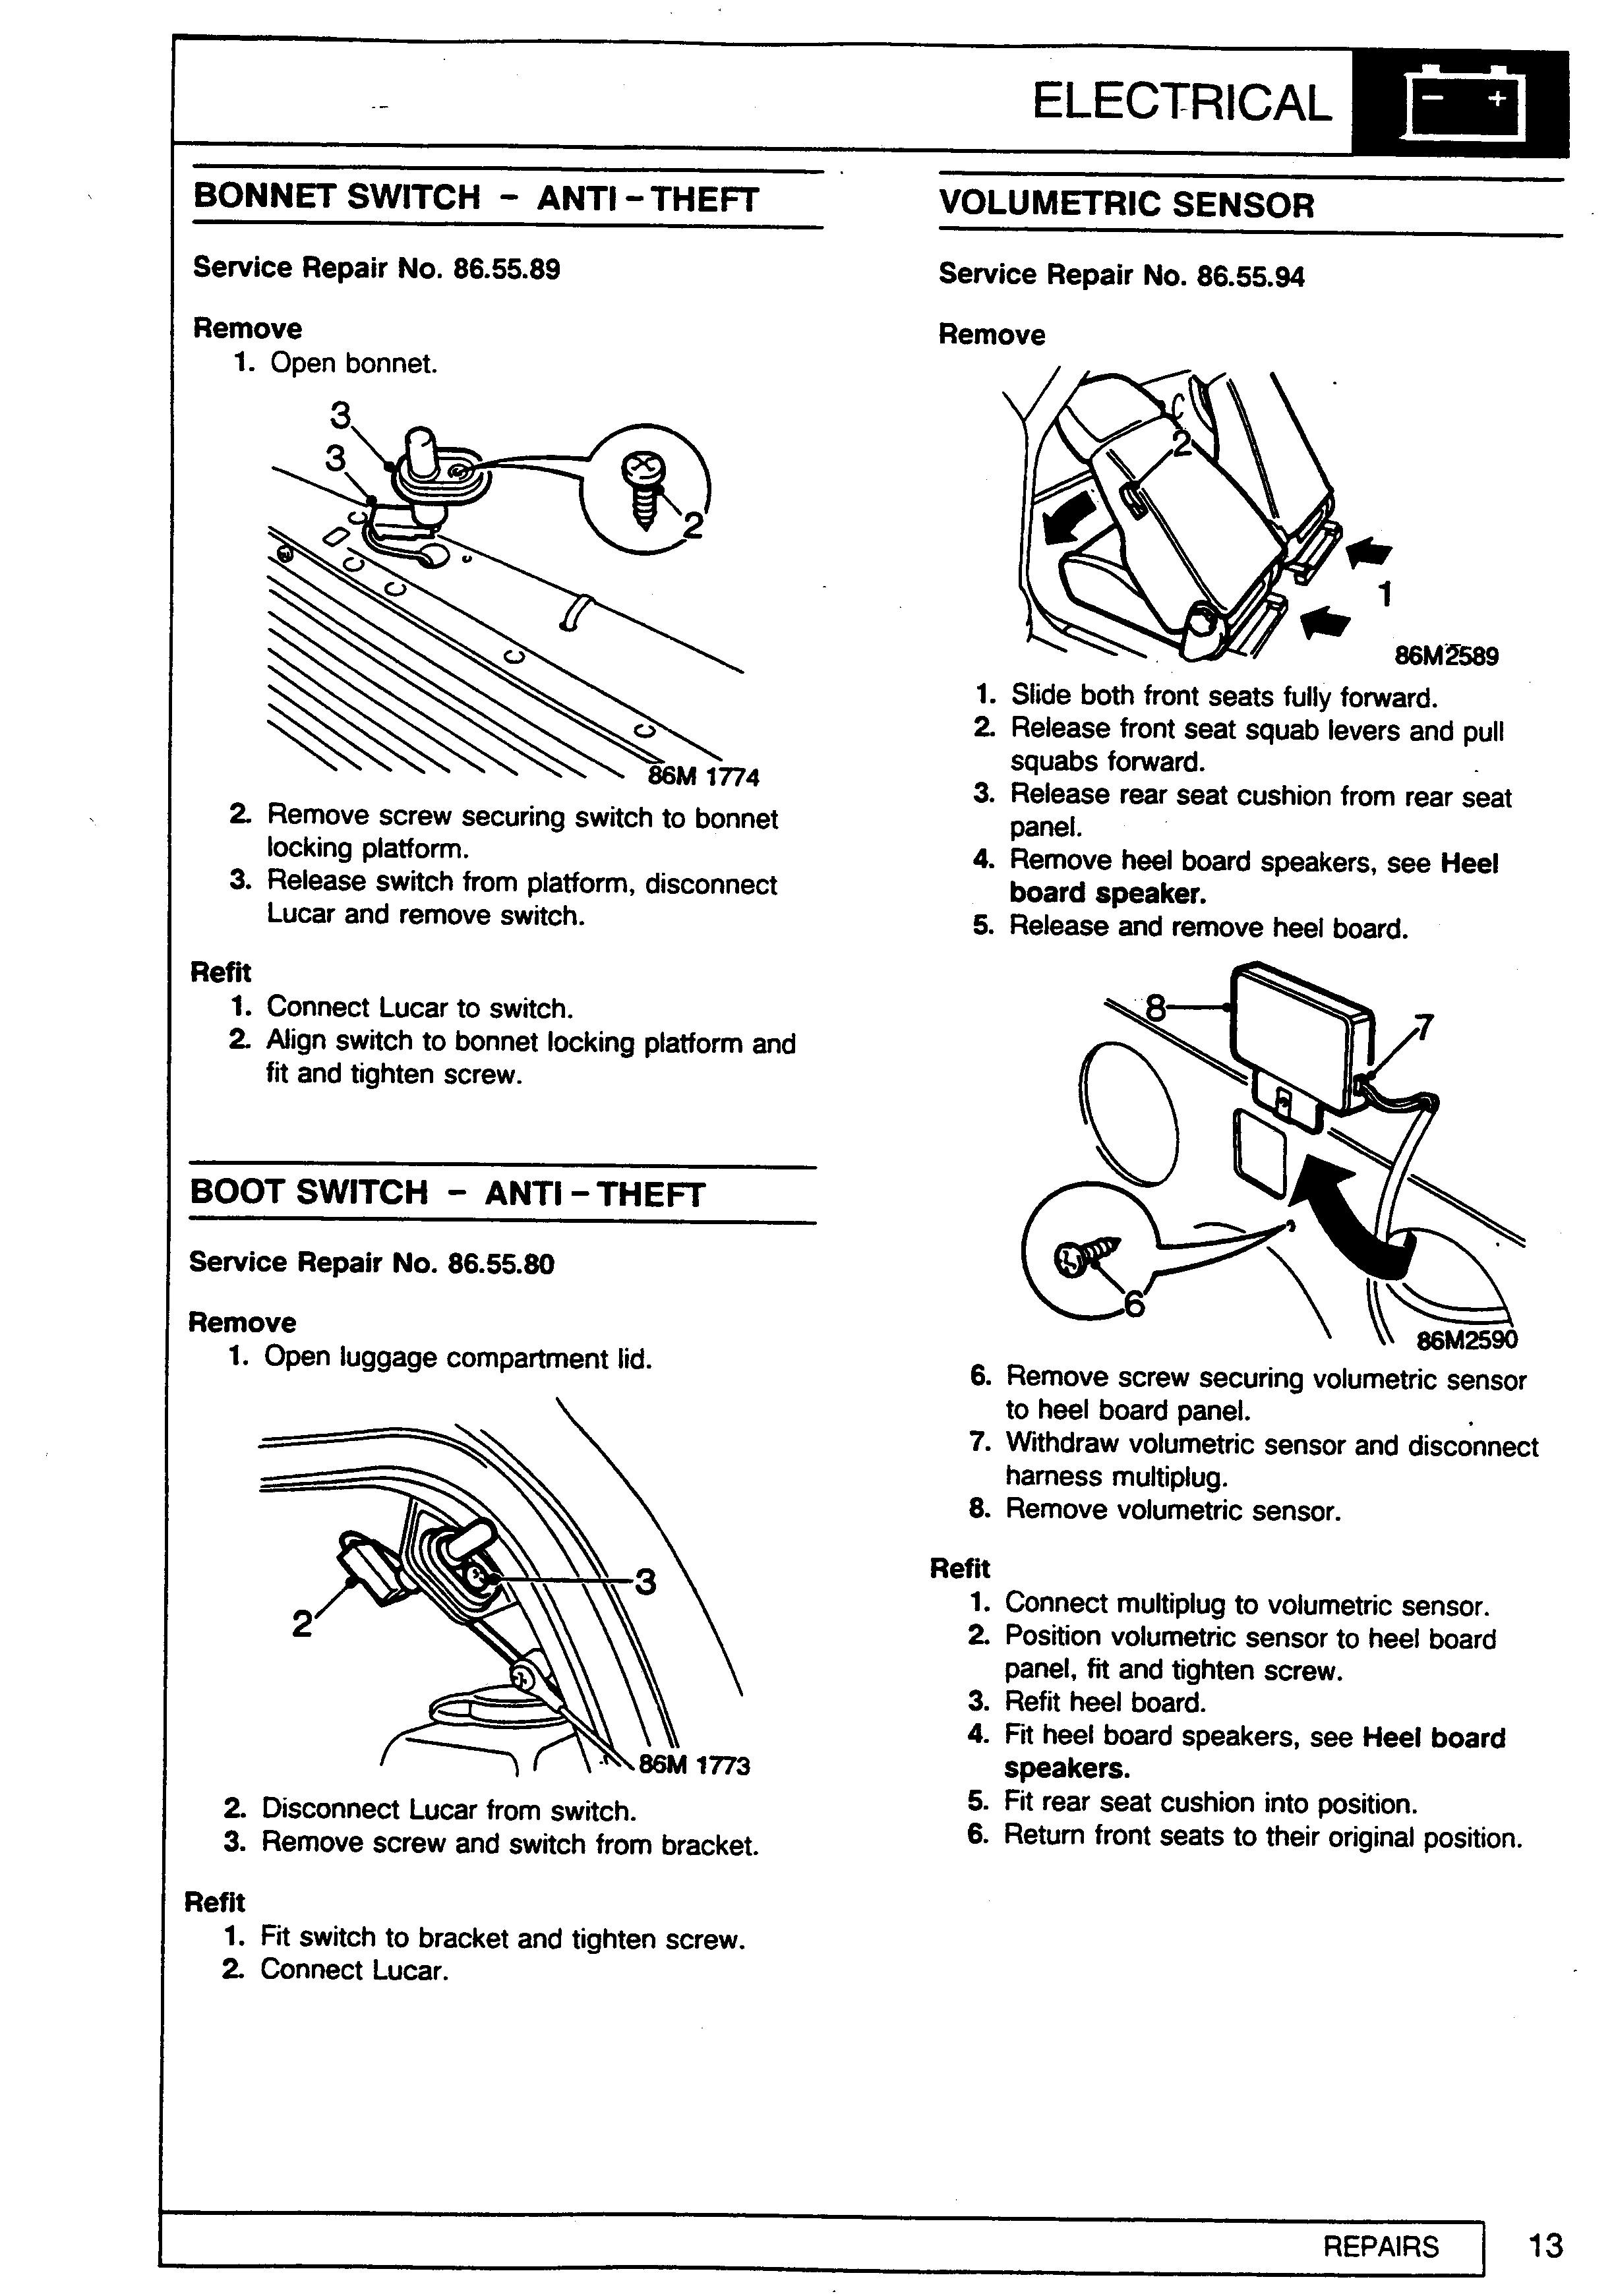 ELECTRICAL
- +
BONNET SWITCH - ANTI-THEFT
Service Repair No. 86.55.89
Remove
1. Open bonnet.
3
3
2
86M 1774
2. Remove screw securing switch to bonnet
locking platform.
3. Release switch from platform, disconnect
Lucar and remove switch.
Refit
1. Connect Lucar to switch.
2. Align switch to bonnet locking platform and
fit and tighten screw.
BOOT SWITCH - ANTI-THEFT
Service Repair No. 86.55.80
Remove
1. Open luggage compartment lid.
2
3
86M 1773
2. Disconnect Lucar from switch.
3. Remove screw and switch from bracket.
Refit
1. Fit switch to bracket and tighten screw.
2. Connect Lucar.
VOLUMETRIC SENSOR
Service Repair No. 86.55.94
Remove
2
1
86M2589
1. Slide both front seats fully forward.
2. Release front seat squab levers and pull
squabs forward.
3. Release rear seat cushion from rear seat
panel.
4. Remove heel board speakers, see Heel
board speaker.
5. Release and remove heel board.
8
7
6
86M2590
6. Remove screw securing volumetric sensor
to heel board panel.
7. Withdraw volumetric sensor and disconnect
harness multiplug.
8. Remove volumetric sensor.
Refit
1. Connect multiplug to volumetric sensor.
2. Position volumetric sensor to heel board
panel, fit and tighten screw.
3. Refit heel board.
4. Fit heel board speakers, see Heel board
speakers.
5. Fit rear seat cushion into position.
6. Return front seats to their original position.
REPAIRS
13